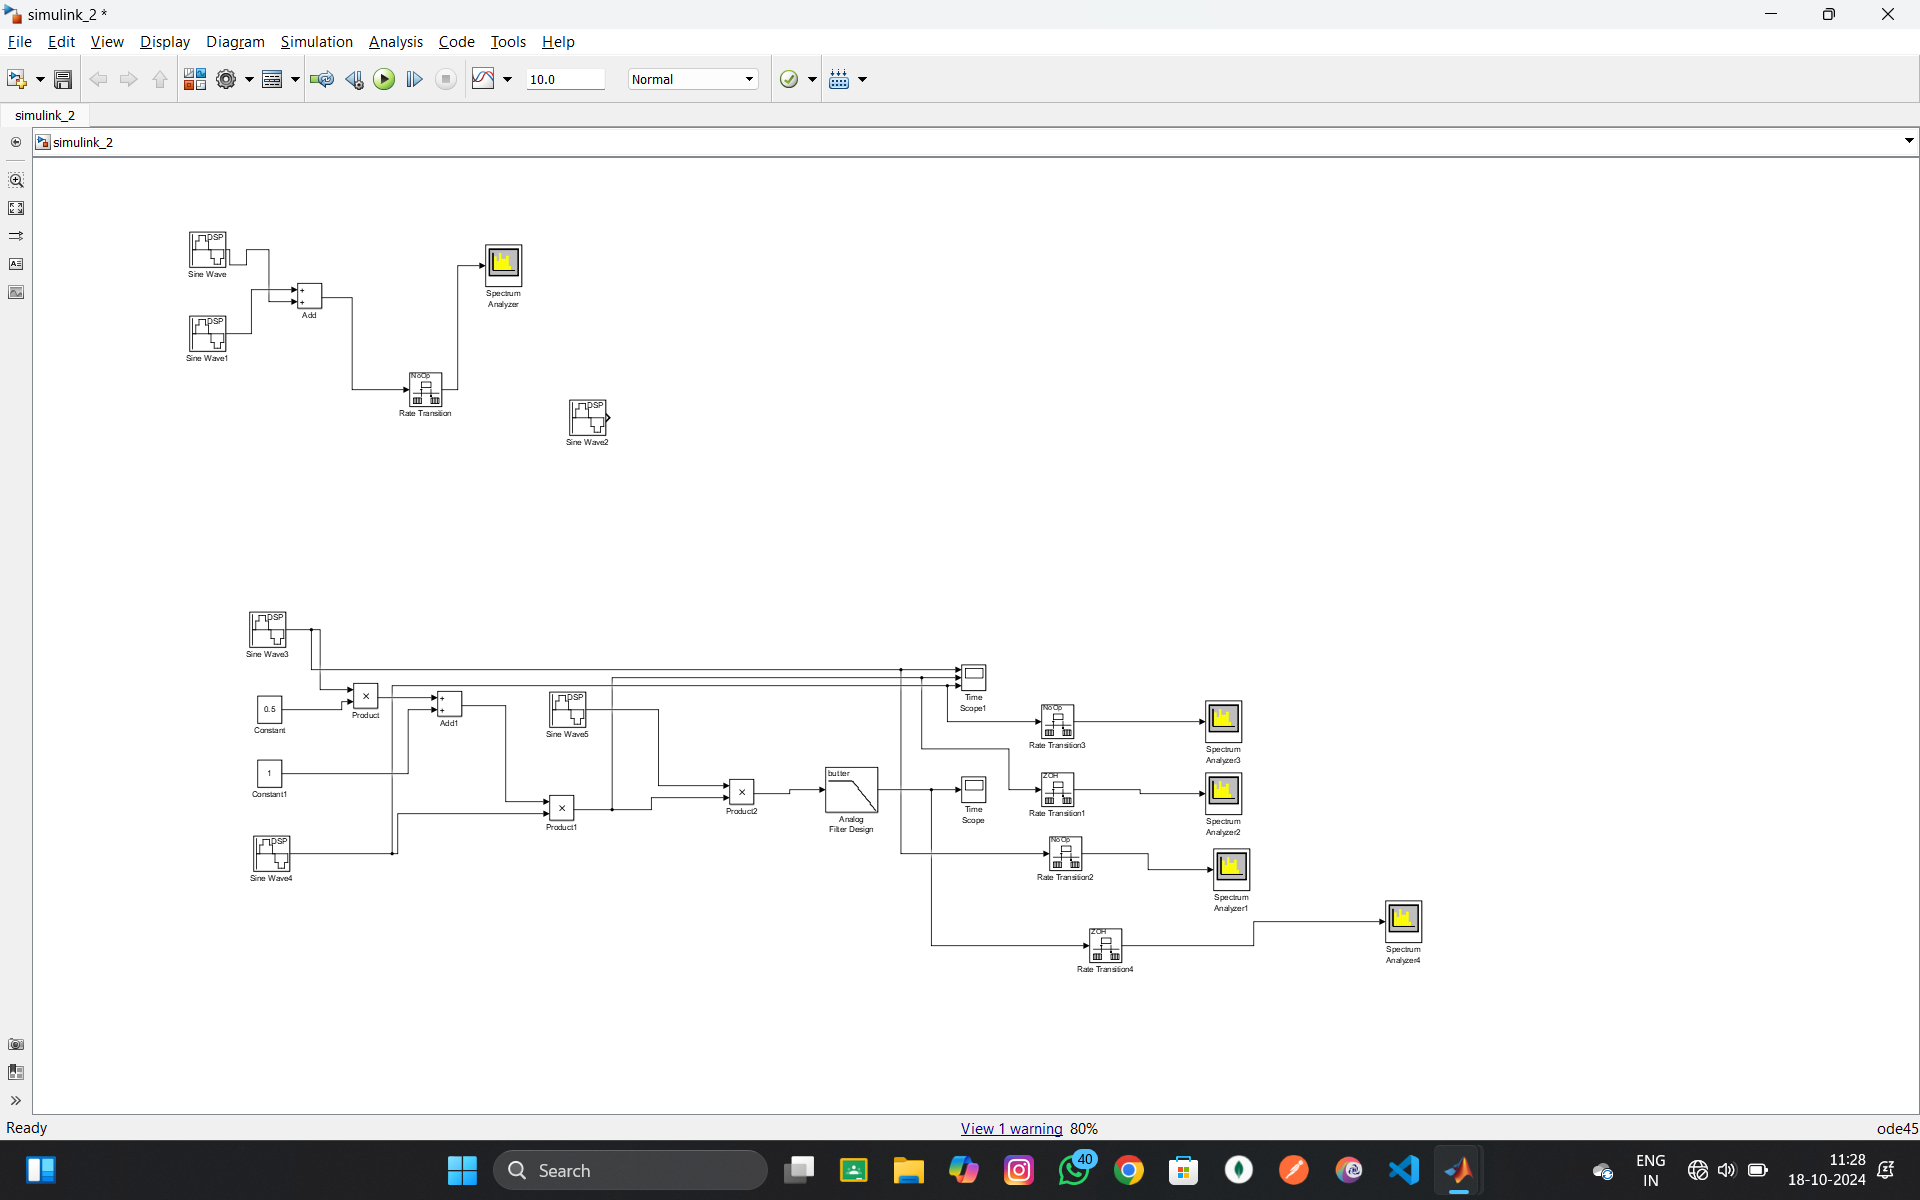 simulink_2 *
File Edit View Display Diagram Simulation Analysis Code Tools Help
10.0 Normal
simulink_2
simulink_2
DSP
Sine Wave
DSP
Sine Wave1
+
+
Add
Spectrum
Analyzer
NoOp
Rate Transition
DSP
Sine Wave2
DSP
Sine Wave3
0.5
Constant
×
Product
+
+
Add1
1
Constant1
DSP
Sine Wave4
DSP
Sine Wave5
×
Product1
×
Product2
butter
Analog
Filter Design
Time
Scope1
Time
Scope
NoOp
Rate Transition3
Spectrum
Analyzer3
ZOH
Rate Transition1
Spectrum
Analyzer2
NoOp
Rate Transition2
Spectrum
Analyzer1
ZOH
Rate Transition4
Spectrum
Analyzer4
Ready View 1 warning 80% ode45
Search
40
ENG
IN
11:28
18-10-2024